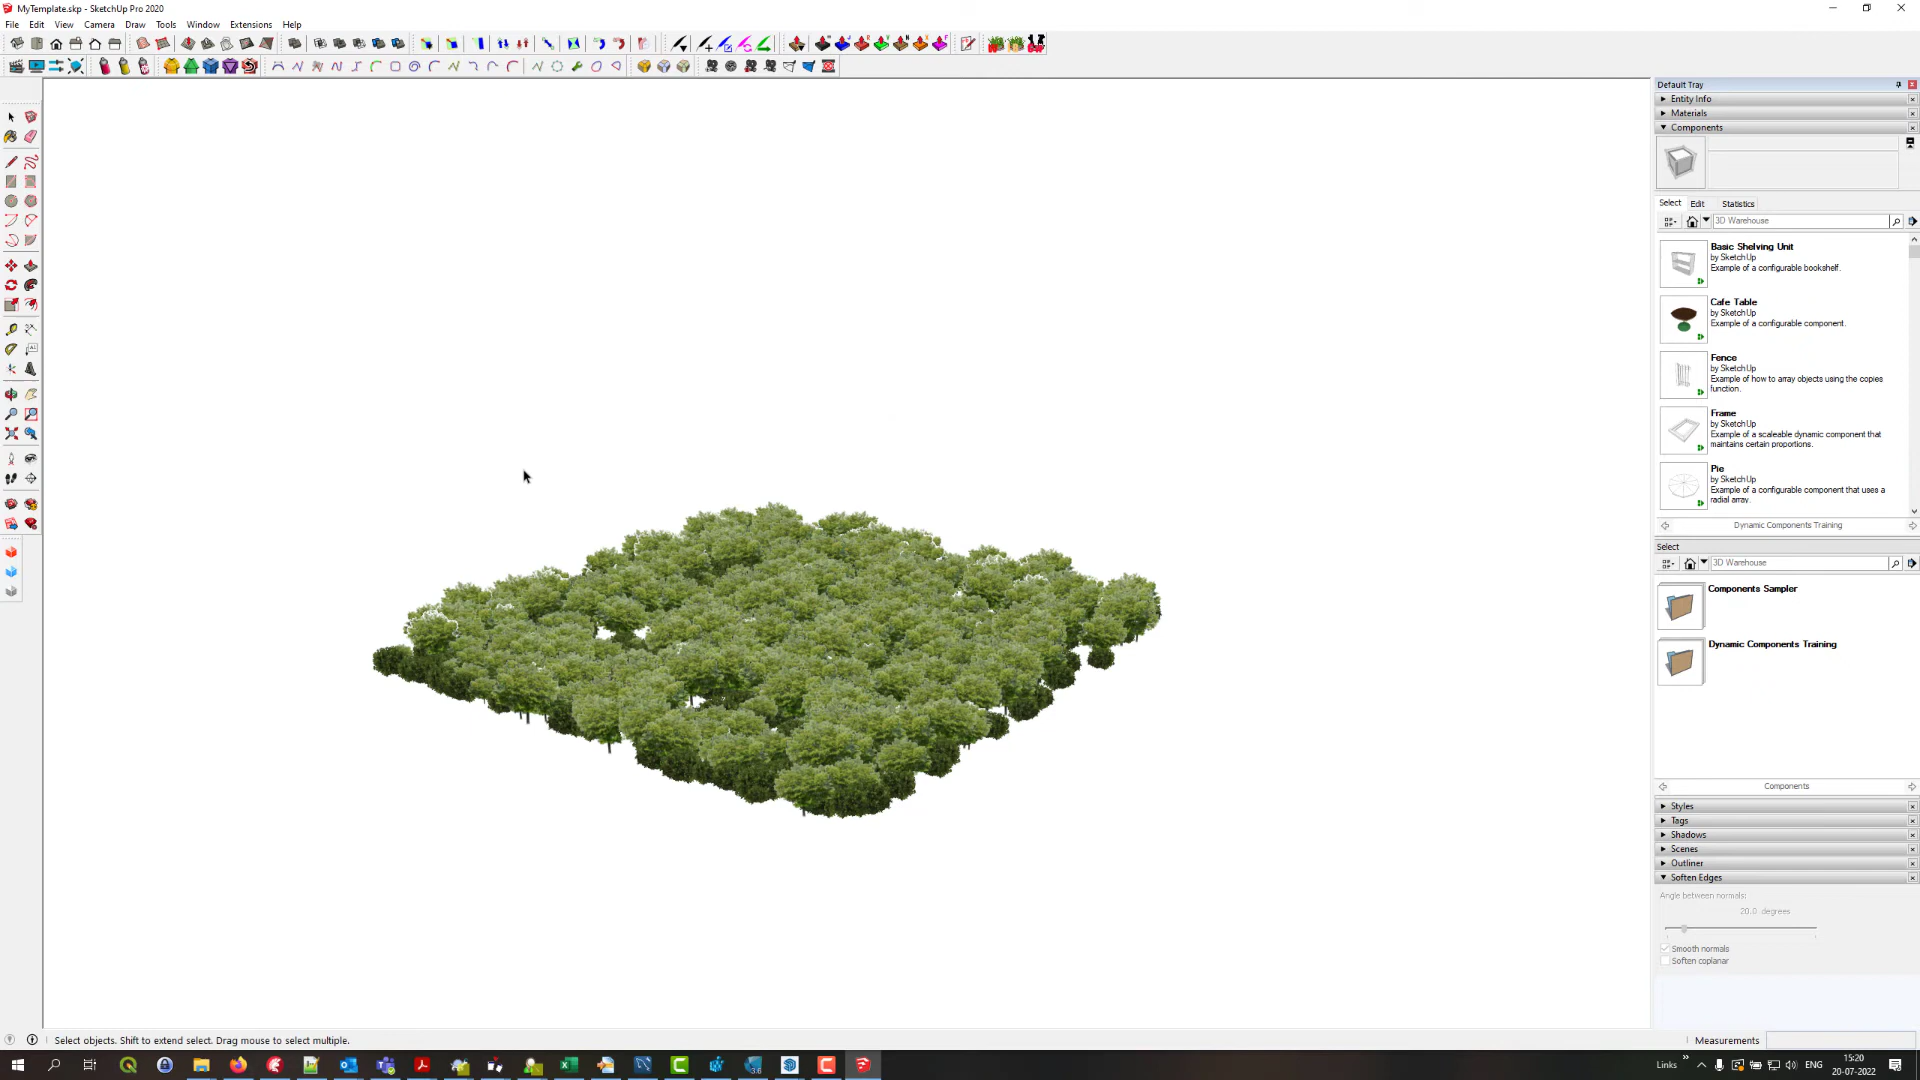 MyTemplate.skp - SketchUp Pro 2020
File Edit View Camera Draw Tools Window Extensions Help
Default Tray
Entity Info
Materials
Components
Select Edit Statistics
3D Warehouse
Basic Shelving Unit
by SketchUp
Example of a configurable bookshelf.
Cafe Table
by SketchUp
Example of a configurable component.
Fence
by SketchUp
Example of how to array objects using the copies
function.
Frame
by SketchUp
Example of a scaleable dynamic component that
maintains certain proportions.
Pie
by SketchUp
Example of a configurable component that uses a
radial array.
Dynamic Components Training
Select
3D Warehouse
Components Sampler
Dynamic Components Training
Components
Styles
Tags
Shadows
Scenes
Outliner
Soften Edges
Angle between normals:
20.0 degrees
Smooth normals
Soften coplanar
Select objects. Shift to extend select. Drag mouse to select multiple.
Measurements
Links
ENG
15:20
20-07-2022